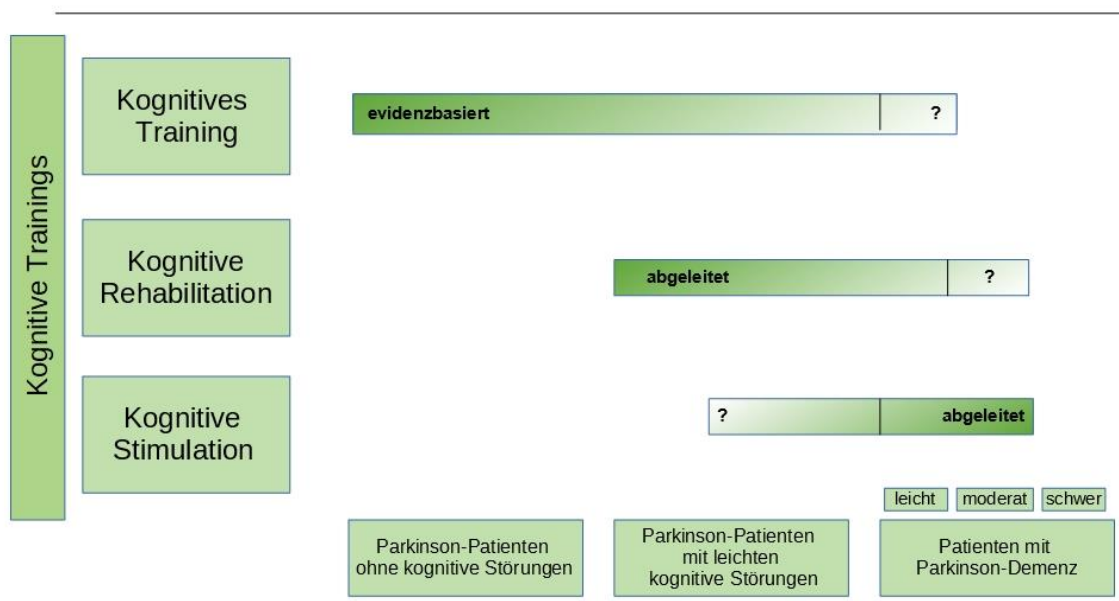 Kognitive Trainings
Kognitives
Training
evidenzbasiert
?
Kognitive
Rehabilitation
abgeleitet
?
Kognitive
Stimulation
?
abgeleitet
leicht
moderat
schwer
Parkinson-Patienten
ohne kognitive Störungen
Parkinson-Patienten
mit leichten
kognitive Störungen
Patienten mit
Parkinson-Demenz